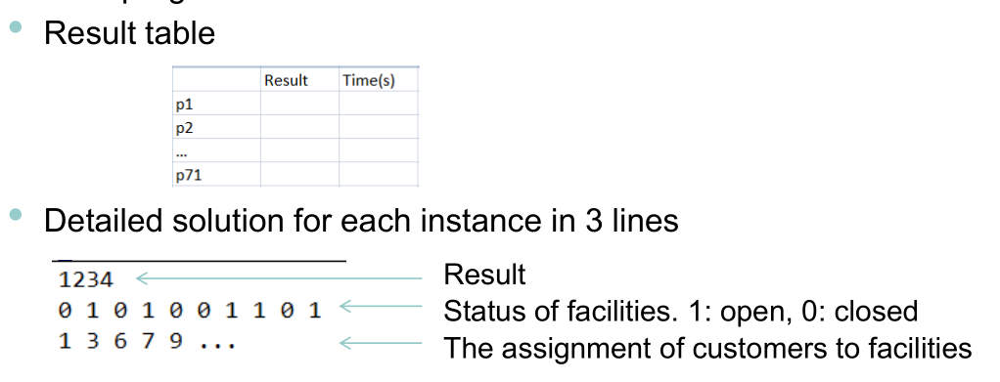 Result table
Result Time(s)
p1
p2
...
p71
Detailed solution for each instance in 3 lines
1234 Result
0 1 0 1 0 0 1 1 0 1 Status of facilities. 1: open, 0: closed
1 3 6 7 9 ... The assignment of customers to facilities